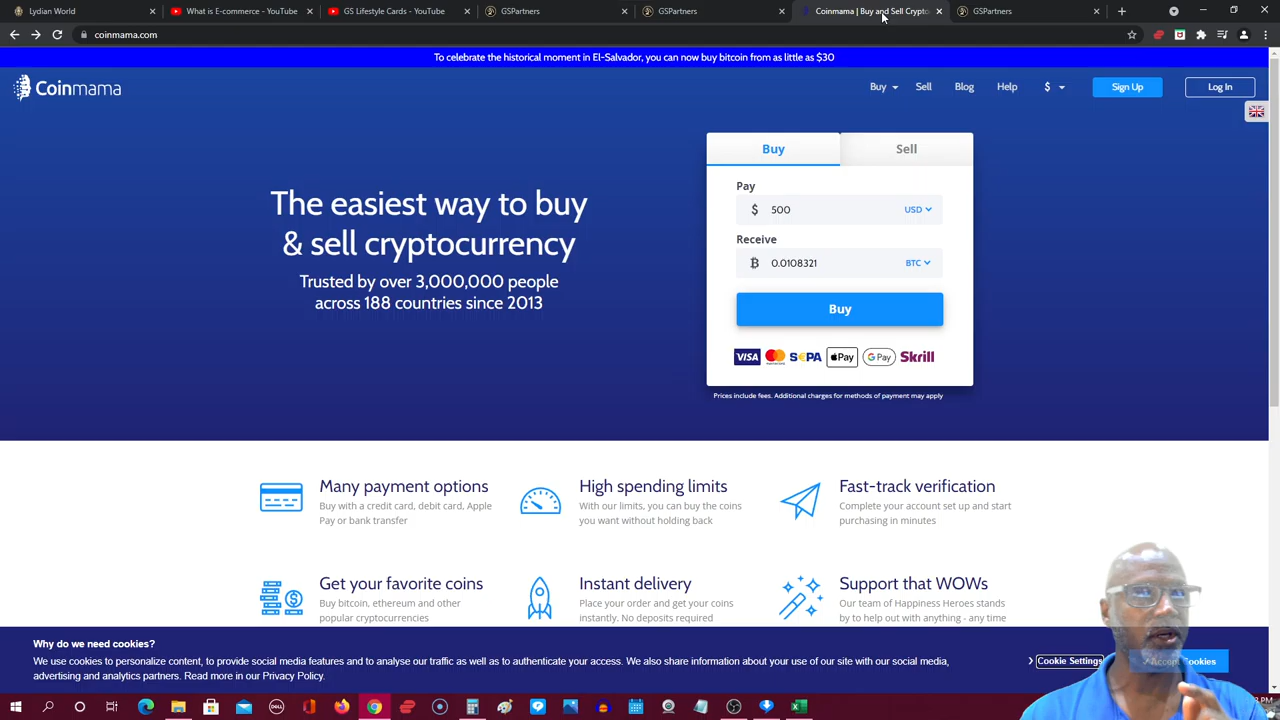 Lydian World
What is E-commerce - YouTube
GS Lifestyle Cards - YouTube
GSPartners
GSPartners
Coinmama | Buy and Sell Crypto
GSPartners
coinmama.com
To celebrate the historical moment in El-Salvador, you can now buy bitcoin from as little as $30
Coinmama
Buy
Sell
Blog
Help
$
Sign Up
Log In
The easiest way to buy
& sell cryptocurrency
Trusted by over 3,000,000 people
across 188 countries since 2013
Buy
Sell
Pay
$ 500 USD
Receive
₿ 0.0108321 BTC
Buy
VISA
S€PA
Pay
G Pay
Skrill
Prices include fees. Additional charges for methods of payment may apply
Many payment options
Buy with a credit card, debit card, Apple
Pay or bank transfer
High spending limits
With our limits, you can buy the coins
you want without holding back
Fast-track verification
Complete your account set up and start
purchasing in minutes
Get your favorite coins
Buy bitcoin, ethereum and other
popular cryptocurrencies
Instant delivery
Place your order and get your coins
instantly. No deposits required
Support that WOWs
Our team of Happiness Heroes stands
by to help out with anything - any time
Why do we need cookies?
We use cookies to personalize content, to provide social media features and to analyse our traffic as well as to authenticate your access. We also share information about your use of our site with our social media,
advertising and analytics partners. Read more in our Privacy Policy.
Cookie Settings
Accept Cookies